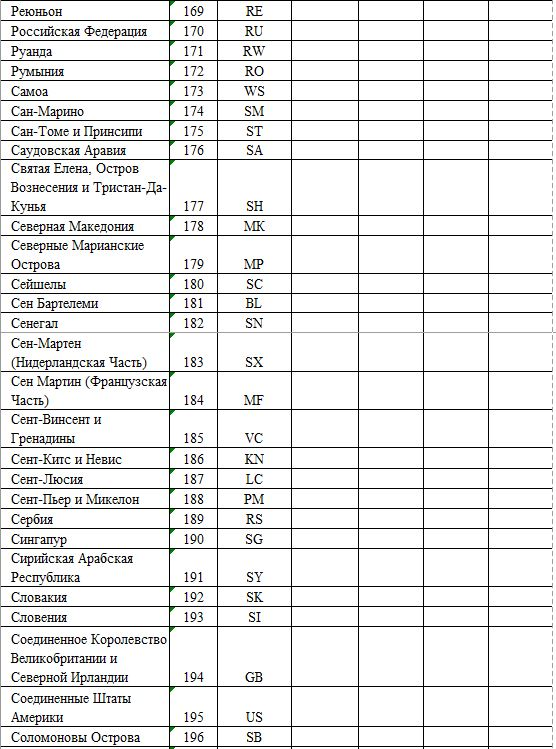 Реюньон 169 RE
Российская Федерация 170 RU
Руанда 171 RW
Румыния 172 RO
Самоа 173 WS
Сан-Марино 174 SM
Сан-Томе и Принсипи 175 ST
Саудовская Аравия 176 SA
Святая Елена, Остров
Вознесения и Тристан-Да-
Кунья 177 SH
Северная Македония 178 MK
Северные Марианские
Острова 179 MP
Сейшелы 180 SC
Сен Бартелеми 181 BL
Сенегал 182 SN
Сен-Мартен
(Нидерландская Часть) 183 SX
Сен Мартин (Французская
Часть) 184 MF
Сент-Винсент и
Гренадины 185 VC
Сент-Китс и Невис 186 KN
Сент-Люсия 187 LC
Сент-Пьер и Микелон 188 PM
Сербия 189 RS
Сингапур 190 SG
Сирийская Арабская
Республика 191 SY
Словакия 192 SK
Словения 193 SI
Соединенное Королевство
Великобритании и
Северной Ирландии 194 GB
Соединенные Штаты
Америки 195 US
Соломоновы Острова 196 SB